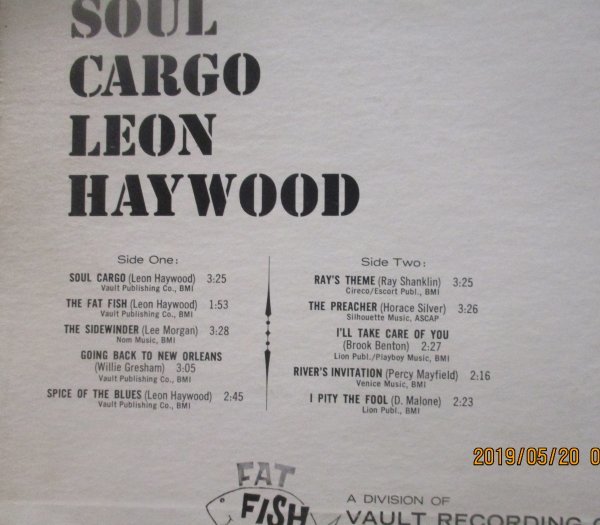 SOUL
CARGO
LEON
HAYWOOD
Side One:
SOUL CARGO (Leon Haywood) 3:25
Vault Publishing Co., BMI
THE FAT FISH (Leon Haywood) 1:53
Vault Publishing Co., BMI
THE SIDEWINDER (Lee Morgan) 3:28
Nom Music, BMI
GOING BACK TO NEW ORLEANS
(Willie Gresham) 3:05
Vault Publishing Co., BMI
SPICE OF THE BLUES (Leon Haywood) 2:45
Vault Publishing Co., BMI
Side Two:
RAY'S THEME (Ray Shanklin) 3:25
Cireco/Escort Publ., BMI
THE PREACHER (Horace Silver) 3:26
Silhouette Music, ASCAP
I'LL TAKE CARE OF YOU
(Brook Benton) 2:27
Lion Publ./Playboy Music, BMI
RIVER'S INVITATION (Percy Mayfield) 2:16
Venice Music, BMI
I PITY THE FOOL (D. Malone) 2:23
Lion Publ., BMI
2019/05/20 0
FAT
FISH
A DIVISION OF
VAULT RECORDING